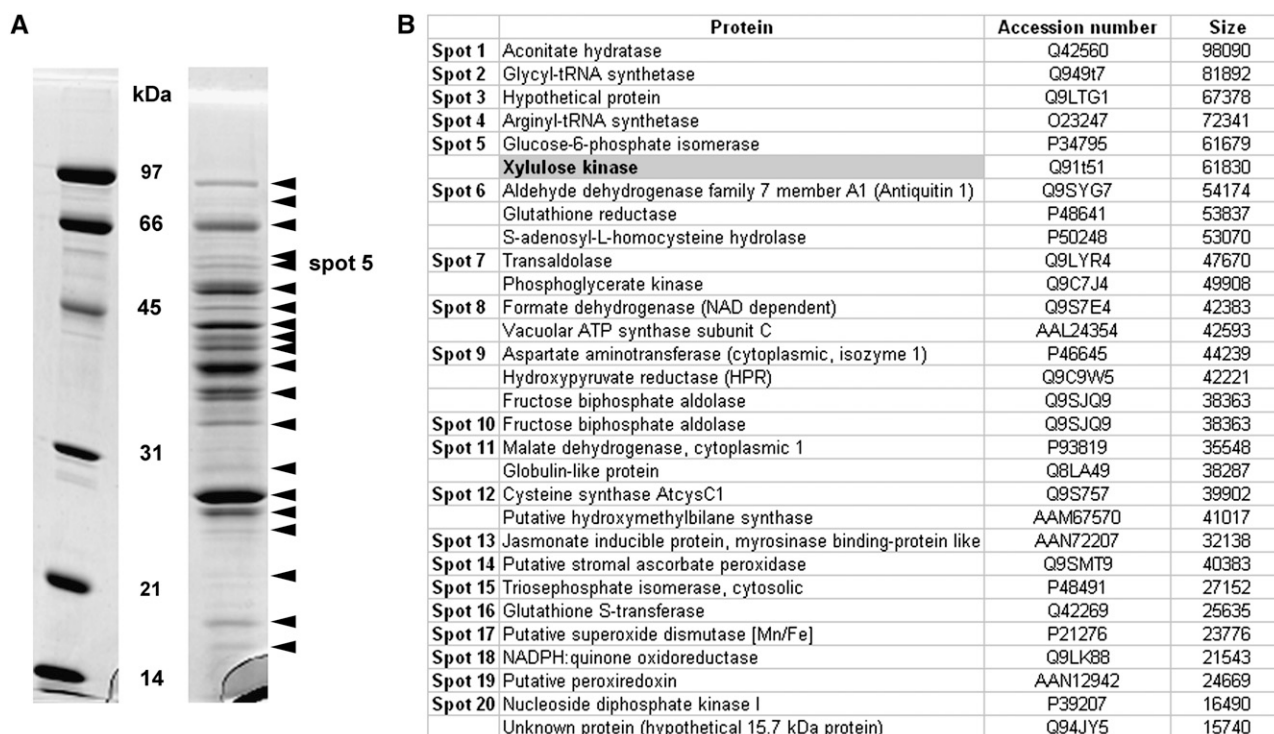 A
kDa
97
66
spot 5
45
31
21
14
B
Protein Accession number Size
Spot 1 Aconitate hydratase Q42560 98090
Spot 2 Glycyl-tRNA synthetase Q949t7 81892
Spot 3 Hypothetical protein Q9LTG1 67378
Spot 4 Arginyl-tRNA synthetase O23247 72341
Spot 5 Glucose-6-phosphate isomerase P34795 61679
Xylulose kinase Q91t51 61830
Spot 6 Aldehyde dehydrogenase family 7 member A1 (Antiquitin 1) Q9SYG7 54174
Glutathione reductase P48641 53837
S-adenosyl-L-homocysteine hydrolase P50248 53070
Spot 7 Transaldolase Q9LYR4 47670
Phosphoglycerate kinase Q9C7J4 49908
Spot 8 Formate dehydrogenase (NAD dependent) Q9S7E4 42383
Vacuolar ATP synthase subunit C AAL24354 42593
Spot 9 Aspartate aminotransferase (cytoplasmic, isozyme 1) P46645 44239
Hydroxypyruvate reductase (HPR) Q9C9W5 42221
Fructose biphosphate aldolase Q9SJQ9 38363
Spot 10 Fructose biphosphate aldolase Q9SJQ9 38363
Spot 11 Malate dehydrogenase, cytoplasmic 1 P93819 35548
Globulin-like protein Q8LA49 38287
Spot 12 Cysteine synthase AtcysC1 Q9S757 39902
Putative hydroxymethylbilane synthase AAM67570 41017
Spot 13 Jasmonate inducible protein, myrosinase binding-protein like AAN72207 32138
Spot 14 Putative stromal ascorbate peroxidase Q9SMT9 40383
Spot 15 Triosephosphate isomerase, cytosolic P48491 27152
Spot 16 Glutathione S-transferase Q42269 25635
Spot 17 Putative superoxide dismutase [Mn/Fe] P21276 23776
Spot 18 NADPH:quinone oxidoreductase Q9LK88 21543
Spot 19 Putative peroxiredoxin AAN12942 24669
Spot 20 Nucleoside diphosphate kinase I P39207 16490
Unknown protein (hypothetical 15.7 kDa protein) Q94JY5 15740